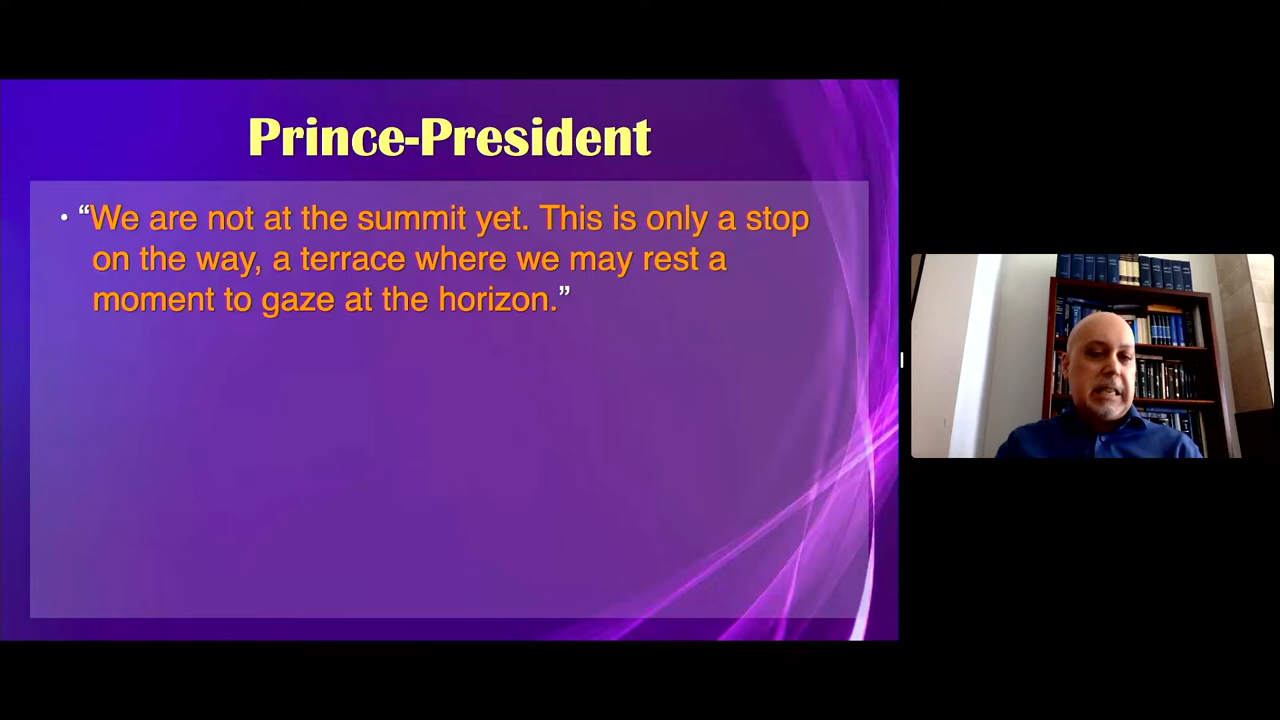 Prince-President
• “We are not at the summit yet. This is only a stop
on the way, a terrace where we may rest a
moment to gaze at the horizon.”